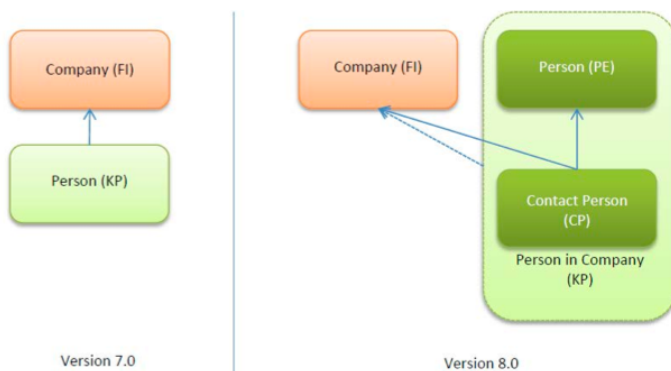 Company (FI)
Person (KP)
Version 7.0
Company (FI)
Person (PE)
Contact Person
(CP)
Person in Company
(KP)
Version 8.0